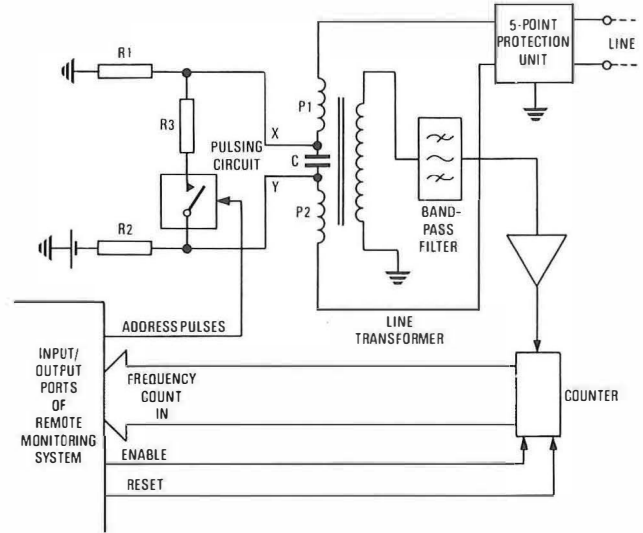 R1
R3
PULSING
CIRCUIT
R2
X
Y
P1
C
P2
5-POINT
PROTECTION
UNIT
LINE
BAND-
PASS
FILTER
LINE
TRANSFORMER
ADDRESS PULSES
INPUT/
OUTPUT
PORTS
OF
REMOTE
MONITORING
SYSTEM
FREQUENCY
COUNT
IN
COUNTER
ENABLE
RESET